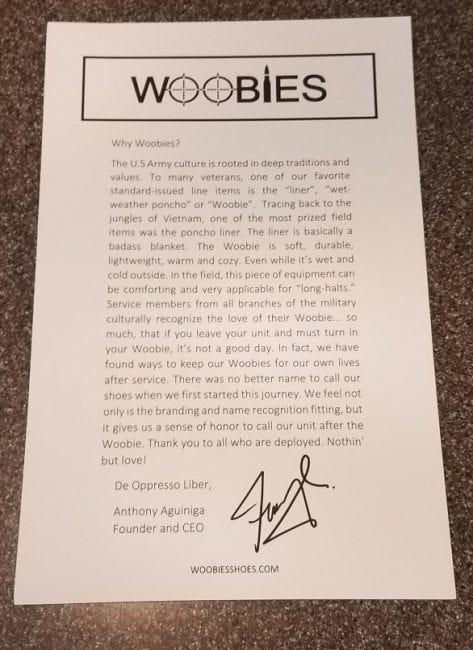 WOOBIES
Why Woobies?
The U.S Army culture is rooted in deep traditions and
values. To many veterans, one of our favorite
standard-issued line items is the "liner", "wet-
weather poncho" or "Woobie". Tracing back to the
jungles of Vietnam, one of the most prized field
items was the poncho liner. The liner is basically a
badass blanket. The Woobie is soft, durable,
lightweight, warm and cozy. Even while it's wet and
cold outside. In the field, this piece of equipment can
be comforting and very applicable for "long-halts."
Service members from all branches of the military
culturally recognize the love of their Woobie... so
much, that if you leave your unit and must turn in
your Woobie, it's not a good day. In fact, we have
found ways to keep our Woobies for our own lives
after service. There was no better name to call our
shoes when we first started this journey. We feel not
only is the branding and name recognition fitting, but
it gives us a sense of honor to call our unit after the
Woobie. Thank you to all who are deployed. Nothin'
but love!
De Oppresso Liber,
Anthony Aguiniga
Founder and CEO
WOOBIESSHOES.COM